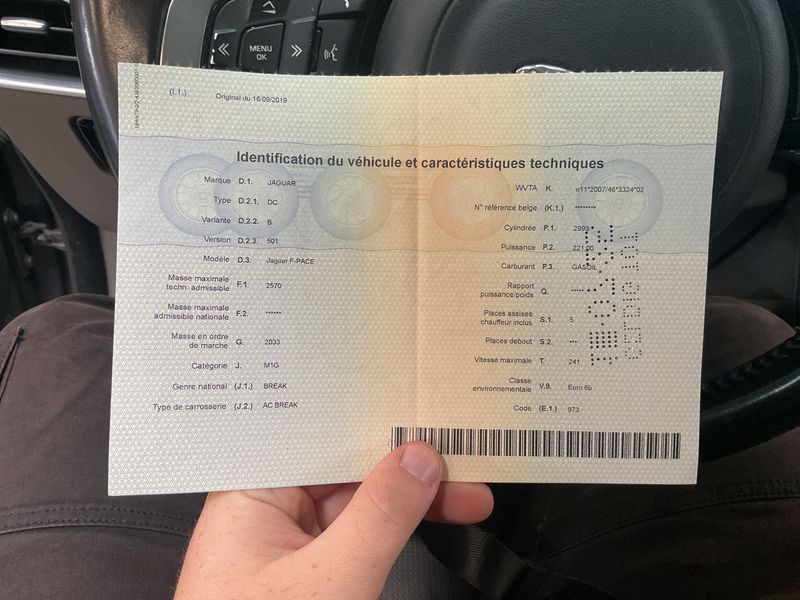 MENU
OK
(I.1.) Original du 16/09/2019
Identification du véhicule et caractéristiques techniques
Marque D.1. JAGUAR
Type D.2.1. DC
Variante D.2.2. B
Version D.2.3. 501
Modèle D.3. Jaguar F-PACE
Masse maximale
techn. admissible F.1. 2570
Masse maximale
admissible nationale F.2. ******
Masse en ordre
de marche G. 2033
Catégorie J. M1G
Genre national (J.1.) BREAK
Type de carrosserie (J.2.) AC BREAK
WVTA K. e11*2007/46*3324*02
N° référence belge (K.1.) ********
Cylindrée P.1. 2993
Puissance P.2. 221,00
Carburant P.3. GASOIL
Rapport
puissance/poids Q. *****
Places assises
chauffeur inclus S.1. 5
Places debout S.2. ***
Vitesse maximale T. 241
Classe
environnementale V.9. Euro 6b
Code (E.1.) 973